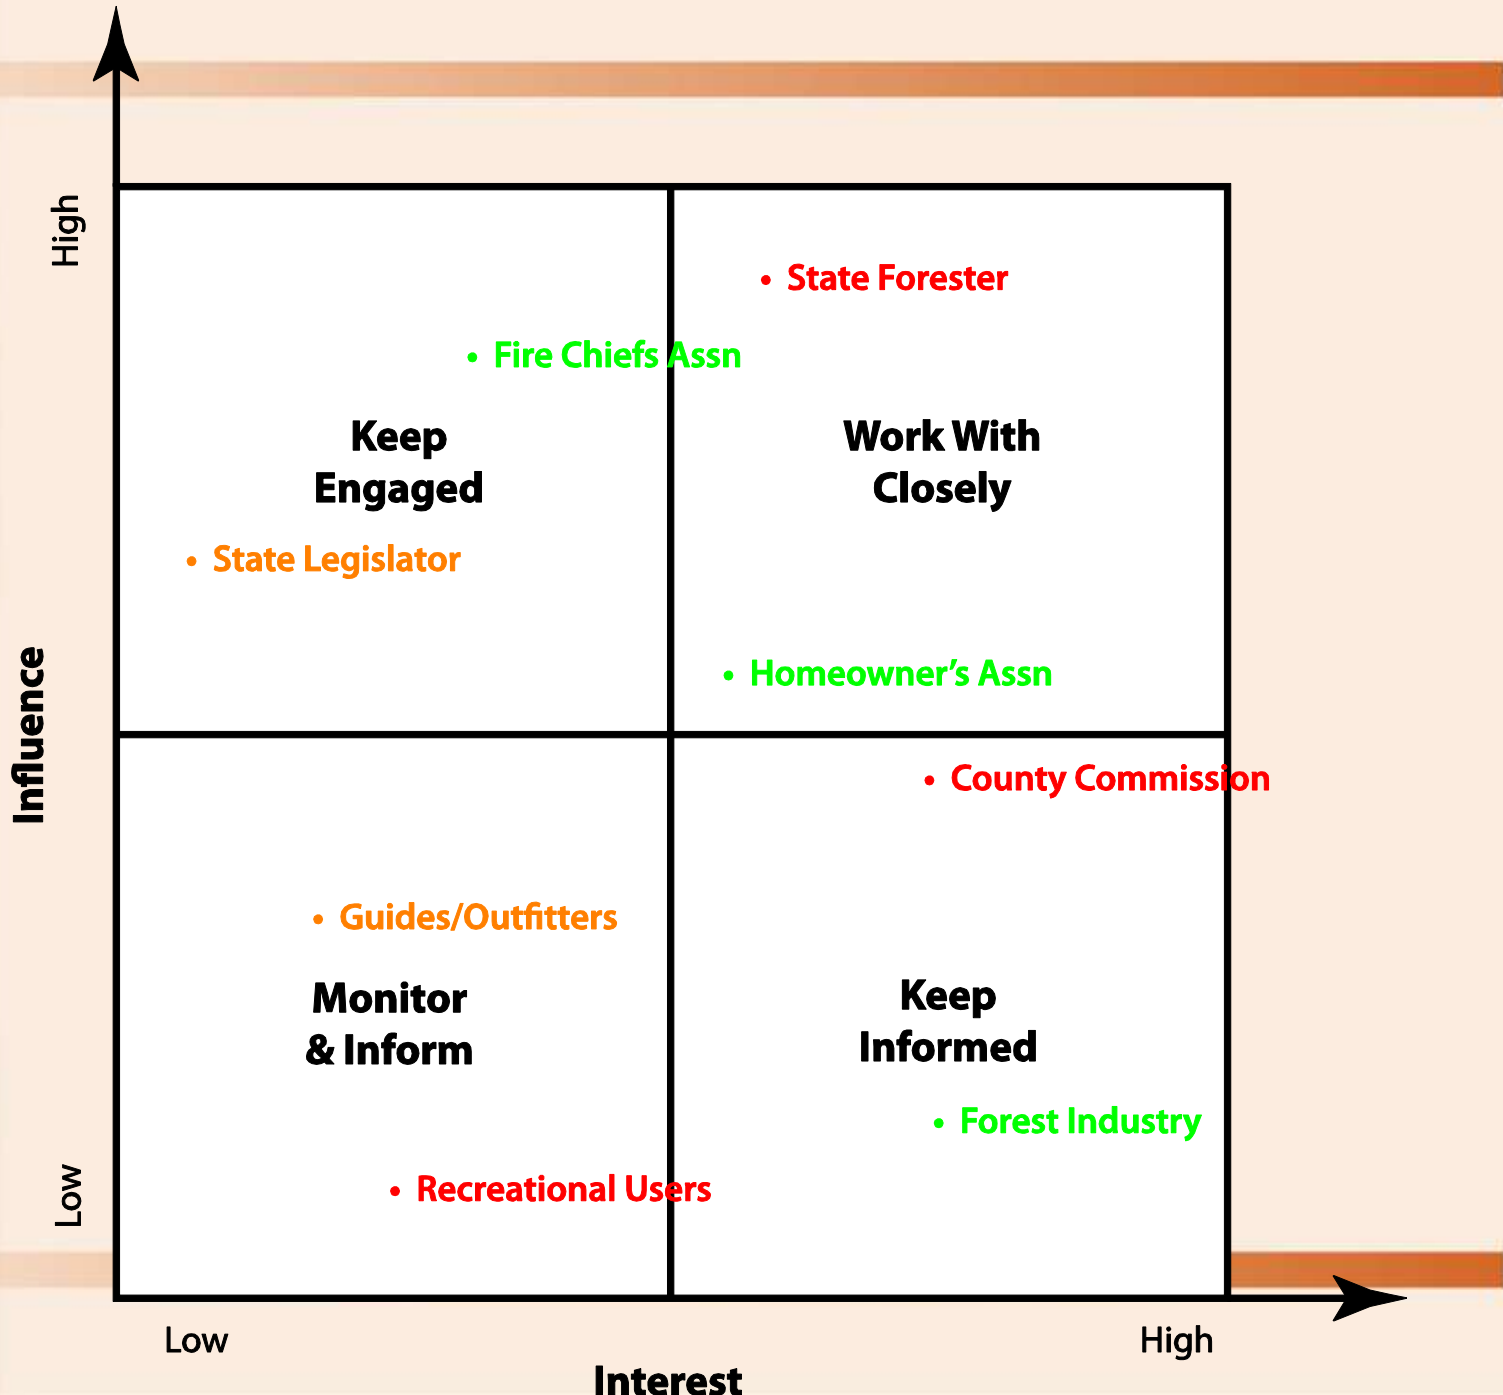 High
• State Forester
• Fire Chiefs Assn
Keep
Engaged
Work With
Closely
• State Legislator
• Homeowner’s Assn
Influence
• County Commission
• Guides/Outfitters
Monitor
& Inform
Keep
Informed
• Forest Industry
• Recreational Users
Low
Low
High
Interest